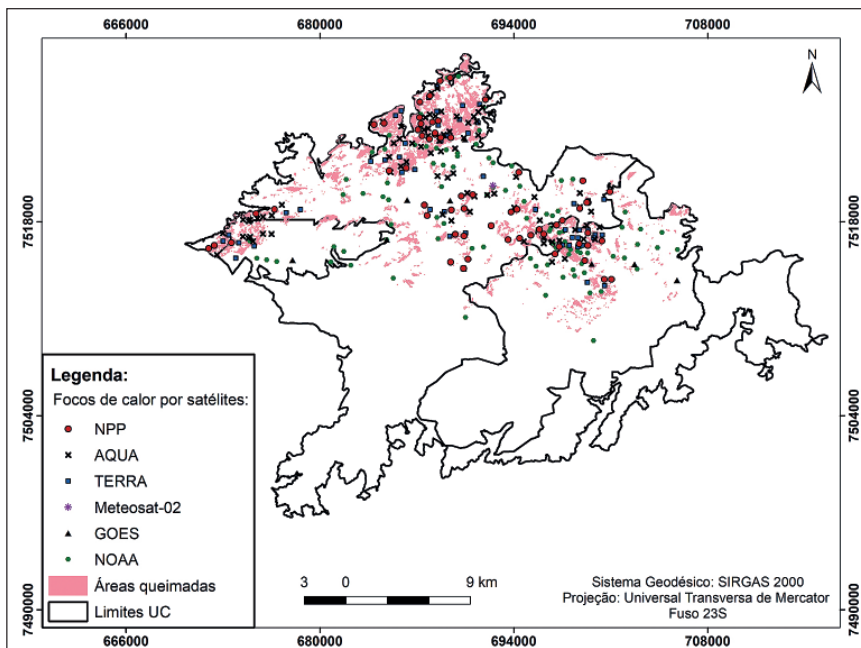 666000 680000 694000 708000
N
7518000 7518000
7504000 7504000
7490000 7490000
Legenda:
Focos de calor por satélites:
NPP
AQUA
TERRA
Meteosat-02
GOES
NOAA
Áreas queimadas
Limites UC
3 0 9 km
Sistema Geodésico: SIRGAS 2000
Projeção: Universal Transversa de Mercator
Fuso 23S
666000 680000 694000 708000